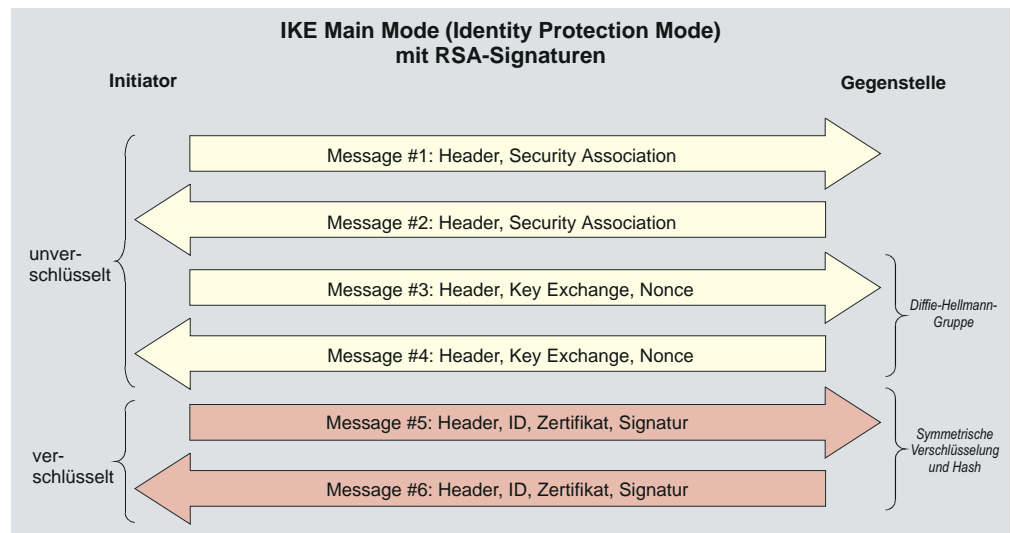 IKE Main Mode (Identity Protection Mode)
mit RSA-Signaturen
Initiator
Gegenstelle
Message #1: Header, Security Association
Message #2: Header, Security Association
unver-
schlüsselt
Message #3: Header, Key Exchange, Nonce
Diffie-Hellmann-
Gruppe
Message #4: Header, Key Exchange, Nonce
Message #5: Header, ID, Zertifikat, Signatur
ver-
schlüsselt
Symmetrische
Verschlüsselung
und Hash
Message #6: Header, ID, Zertifikat, Signatur